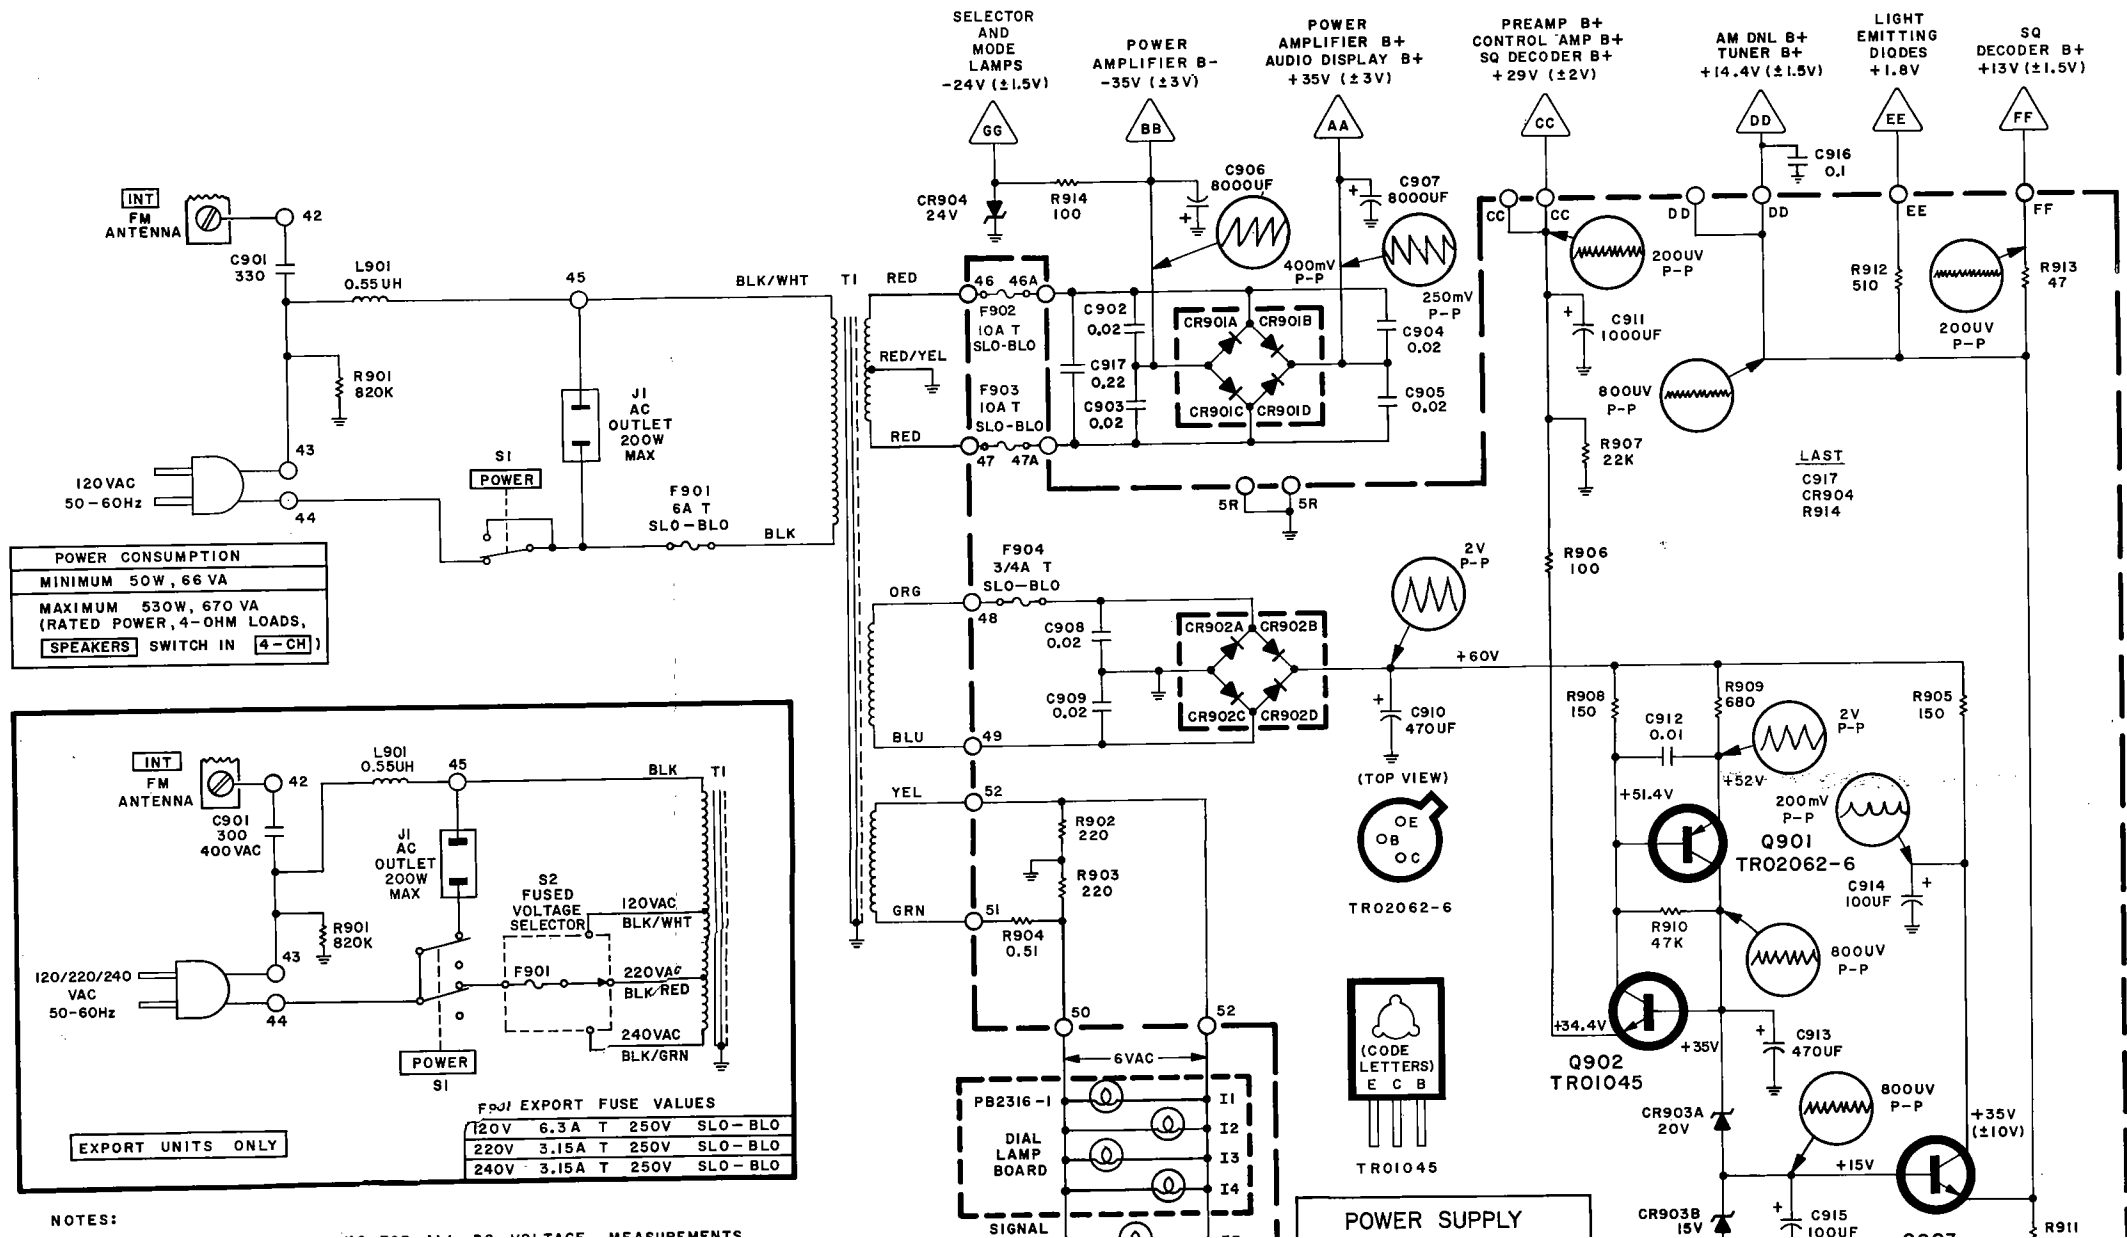 SELECTOR
AND
MODE
LAMPS
-24V (±1.5V)
GG
POWER
AMPLIFIER B-
-35V (±3V)
BB
POWER
AMPLIFIER B+
AUDIO DISPLAY B+
+35V (±3V)
AA
PREAMP B+
CONTROL AMP B+
SQ DECODER B+
+29V (±2V)
CC
AM DNL B+
TUNER B+
+14.4V (±1.5V)
DD
LIGHT
EMITTING
DIODES
+1.8V
EE
SQ
DECODER B+
+13V (±1.5V)
FF
C916
0.1
CR904
24V
R914
100
C906
8000UF
C907
8000UF
400mV
P-P
250mV
P-P
CC
CC
DD
DD
EE
FF
200UV
P-P
R912
510
200UV
P-P
R913
47
C911
1000UF
800UV
P-P
R907
22K
LAST
C917
CR904
R914
R906
100
INT
FM
ANTENNA
42
C901
330
L901
0.55UH
45
BLK/WHT
T1
R901
820K
J1
AC
OUTLET
200W
MAX
43
120VAC
50-60Hz
44
S1
POWER
F901
6A T
SLO-BLO
BLK
RED
46
46A
F902
10A T
SLO-BLO
RED/YEL
F903
10A T
SLO-BLO
RED
47
47A
C902
0.02
C917
0.22
C903
0.02
CR901A
CR901B
CR901C
CR901D
C904
0.02
C905
0.02
5R
5R
POWER CONSUMPTION
MINIMUM 50W, 66 VA
MAXIMUM 530W, 670 VA
(RATED POWER, 4-OHM LOADS,
SPEAKERS SWITCH IN 4-CH)
ORG
48
F904
3/4A T
SLO-BLO
C908
0.02
C909
0.02
BLU
49
CR902A
CR902B
CR902C
CR902D
2V
P-P
+60V
C910
470UF
R908
150
R909
680
C912
0.01
2V
P-P
R905
150
+51.4V
+52V
200mV
P-P
Q901
TR02062-6
C914
100UF
R910
47K
800UV
P-P
+34.4V
+35V
Q902
TR01045
C913
470UF
CR903A
20V
800UV
P-P
+35V
(±10V)
+15V
CR903B
15V
C915
100UF
R911
(TOP VIEW)
E
B
C
TR02062-6
(CODE
LETTERS)
E C B
TR01045
YEL
52
R902
220
R903
220
GRN
51
R904
0.51
50
52
6VAC
PB2316-1
DIAL
LAMP
BOARD
I1
I2
I3
I4
SIGNAL
POWER SUPPLY
INT
FM
ANTENNA
42
C901
300
400VAC
L901
0.55UH
45
BLK
T1
J1
AC
OUTLET
200W
MAX
R901
820K
43
120/220/240
VAC
50-60Hz
44
S2
FUSED
VOLTAGE
SELECTOR
F901
120VAC
BLK/WHT
220VAC
BLK/RED
240VAC
BLK/GRN
POWER
S1
EXPORT UNITS ONLY
F901 EXPORT FUSE VALUES
120V 6.3A T 250V SLO-BLO
220V 3.15A T 250V SLO-BLO
240V 3.15A T 250V SLO-BLO
NOTES:
FOR ALL DC VOLTAGE MEASUREMENTS